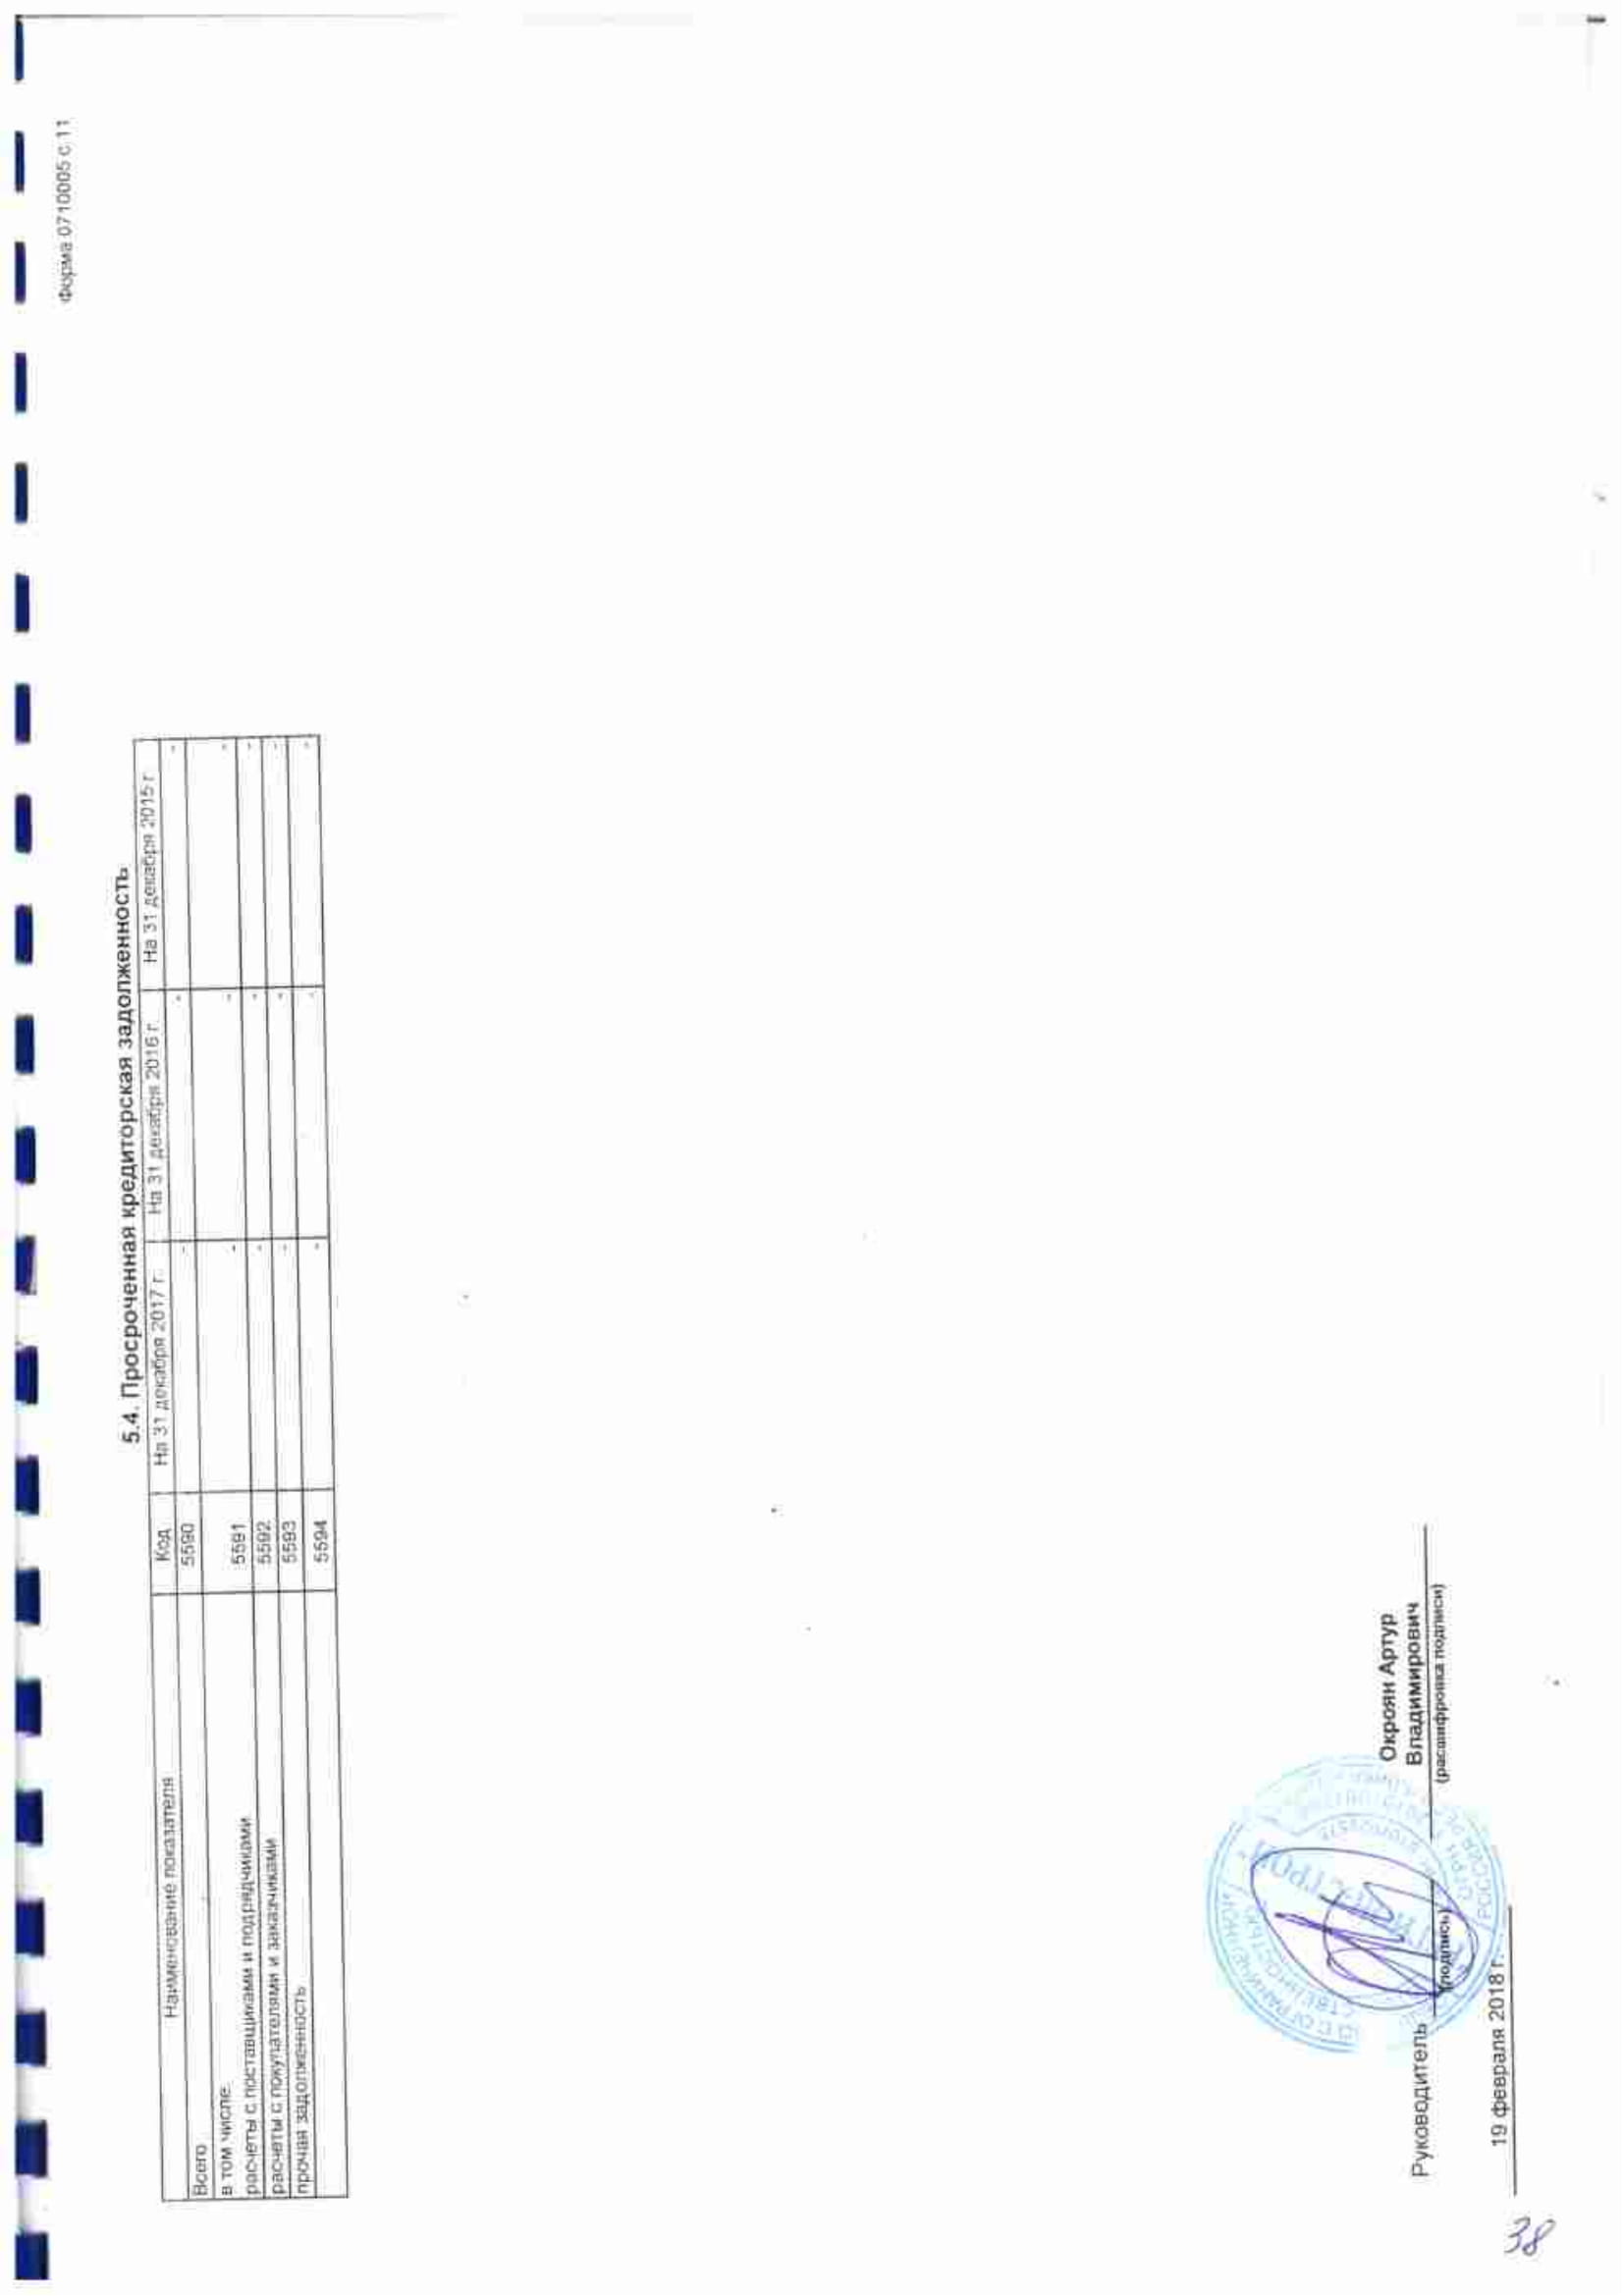 Форма 0710005 с.11
5.4. Просроченная кредиторская задолженность
Наименование показателя Код На 31 декабря 2017 г. На 31 декабря 2016 г. На 31 декабря 2015 г.
Всего 5590 - - -
в том числе:
расчеты с поставщиками и подрядчиками 5591 - - -
расчеты с покупателями и заказчиками 5592 - - -
прочая задолженность 5593 - - -
5594 - - -
Руководитель
(подпись)
Окроян Артур
Владимирович
(расшифровка подписи)
19 февраля 2018 г.
38